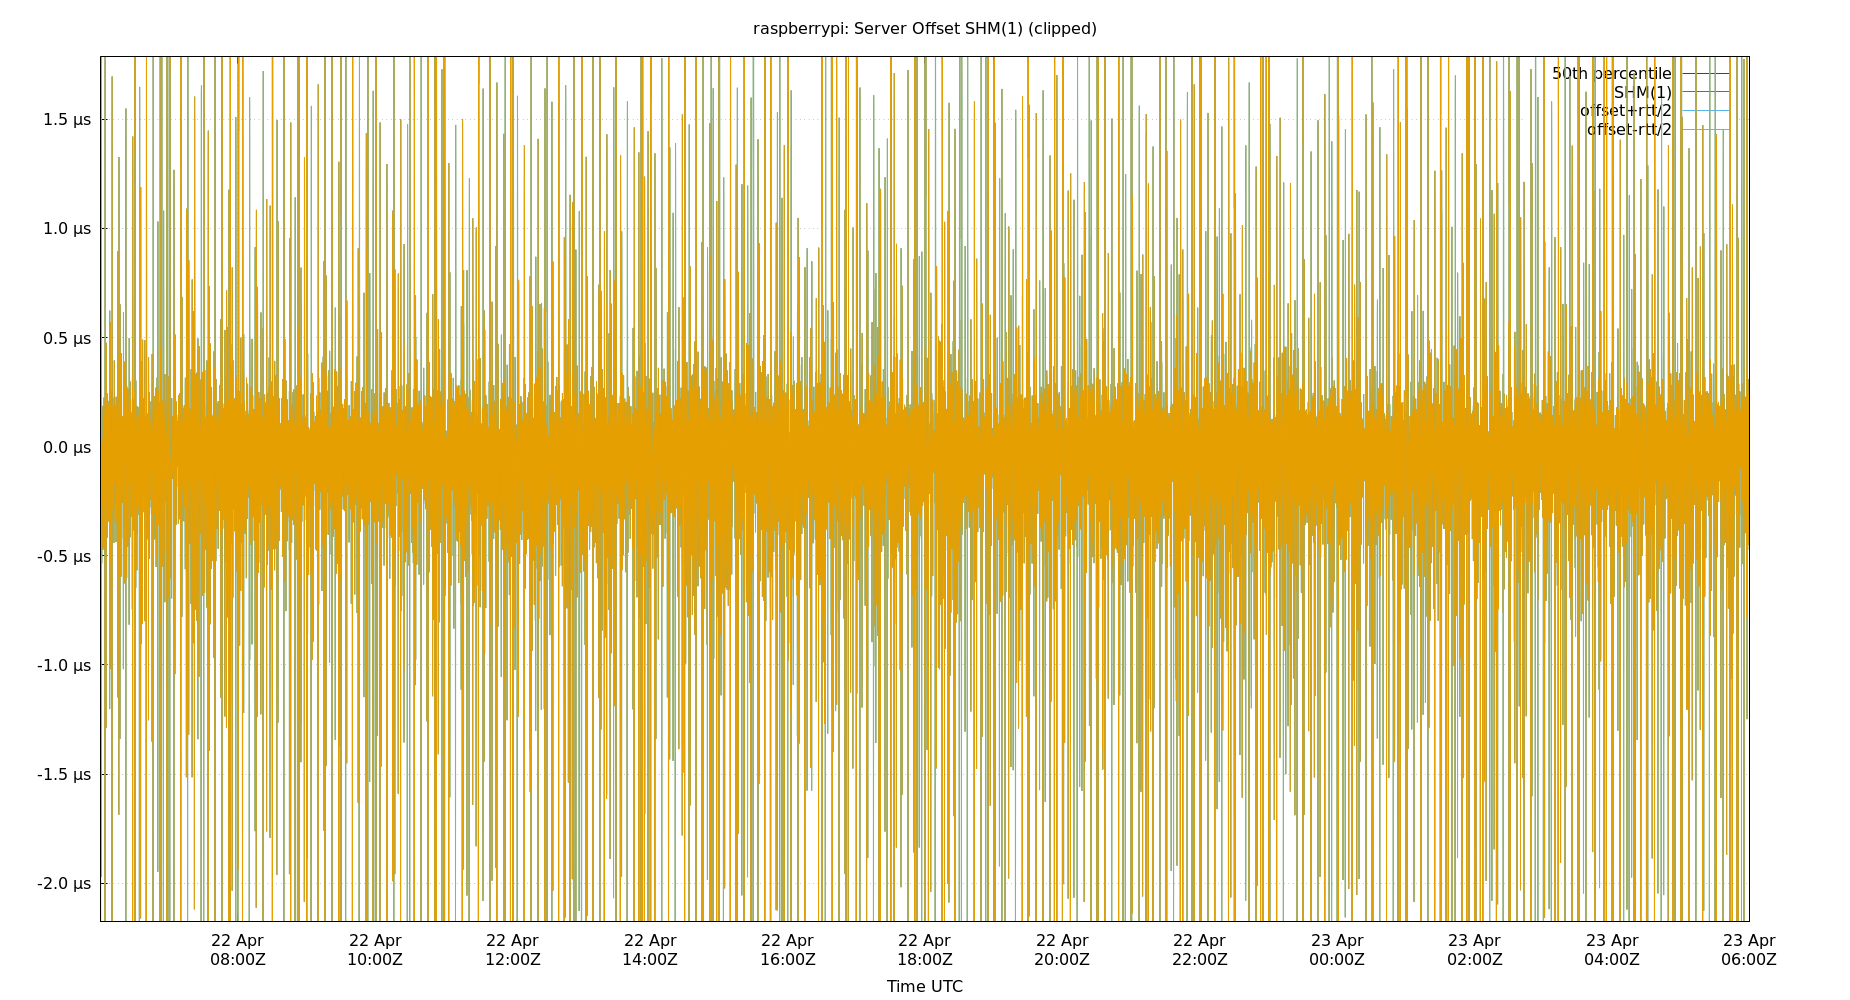 raspberrypi: Server Offset SHM(1) (clipped)
50th percentile
SHM(1)
offset+rtt/2
offset-rtt/2
1.5 µs
1.0 µs
0.5 µs
0.0 µs
-0.5 µs
-1.0 µs
-1.5 µs
-2.0 µs
22 Apr 22 Apr 22 Apr 22 Apr 22 Apr 22 Apr 22 Apr 22 Apr 23 Apr 23 Apr 23 Apr 23 Apr
08:00Z 10:00Z 12:00Z 14:00Z 16:00Z 18:00Z 20:00Z 22:00Z 00:00Z 02:00Z 04:00Z 06:00Z
Time UTC